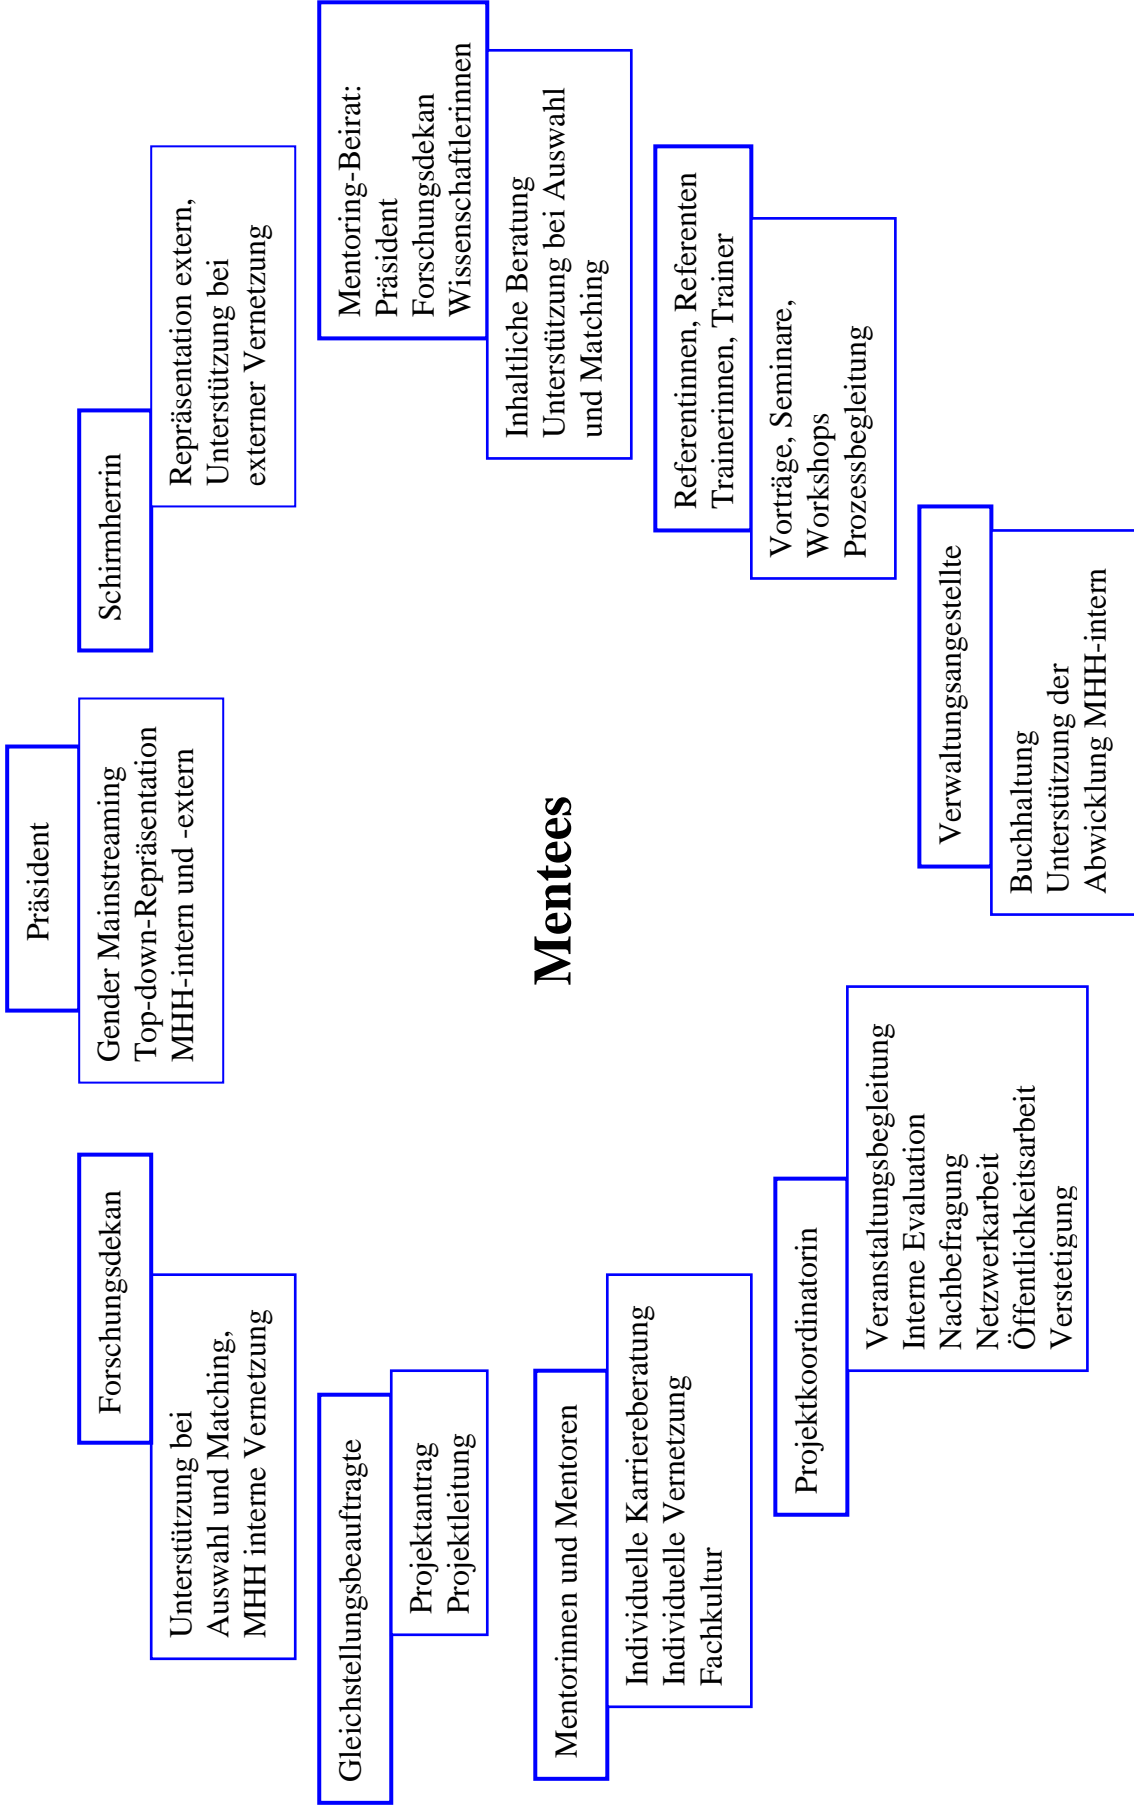 Präsident
Gender Mainstreaming
Top-down-Repräsentation
MHH-intern und -extern
Forschungsdekan
Unterstützung bei
Auswahl und Matching,
MHH interne Vernetzung
Schirmherrin
Repräsentation extern,
Unterstützung bei
externer Vernetzung
Gleichstellungsbeauftragte
Projektantrag
Projektleitung
Mentoring-Beirat:
Präsident
Forschungsdekan
Wissenschaftlerinnen
Inhaltliche Beratung
Unterstützung bei Auswahl
und Matching
Mentees
Mentorinnen und Mentoren
Individuelle Karriereberatung
Individuelle Vernetzung
Fachkultur
Referentinnen, Referenten
Trainerinnen, Trainer
Vorträge, Seminare,
Workshops
Prozessbegleitung
Projektkoordinatorin
Veranstaltungsbegleitung
Interne Evaluation
Nachbefragung
Netzwerkarbeit
Öffentlichkeitsarbeit
Verstetigung
Verwaltungsangestellte
Buchhaltung
Unterstützung der
Abwicklung MHH-intern